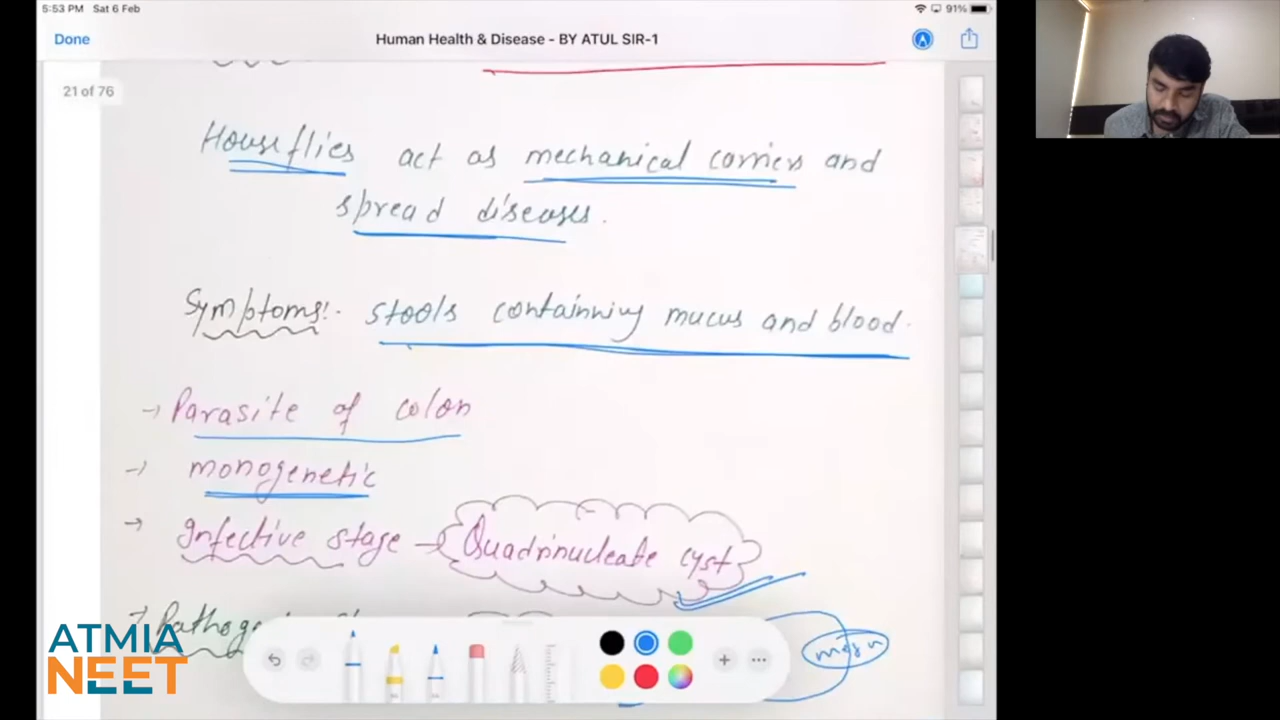 5:53 PM Sat 6 Feb
91%
Done
Human Health & Disease - BY ATUL SIR-1
21 of 76
Houseflies act as mechanical carriers and
spread diseases.
Symptoms:- stools containing mucus and blood.
→ Parasite of colon
→ monogenetic
→ Infective stage → Quadrinucleate cyst
ATMIA
NEET